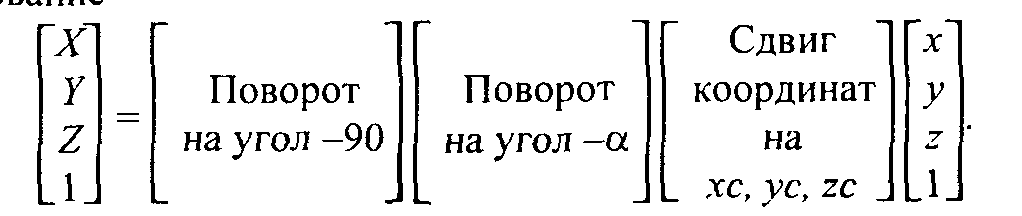 вание
[X Y Z 1] = [Поворот на угол –90] [Поворот на угол –α] [Сдвиг координат на xc, yc, zc] [x y z 1].